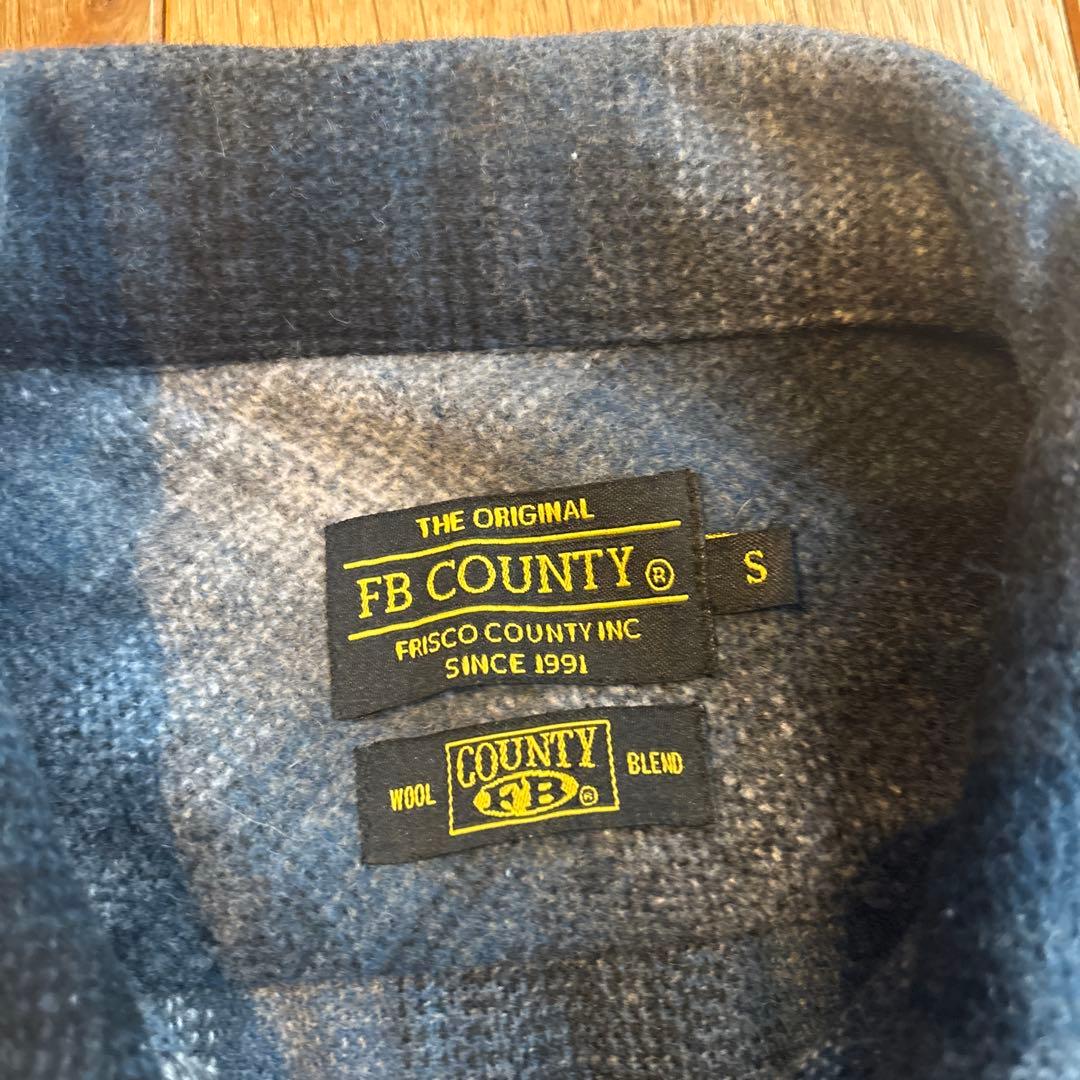 THE ORIGINAL
FB COUNTY®
FRISCO COUNTY INC
SINCE 1991
S
WOOL
COUNTY
FB®
BLEND